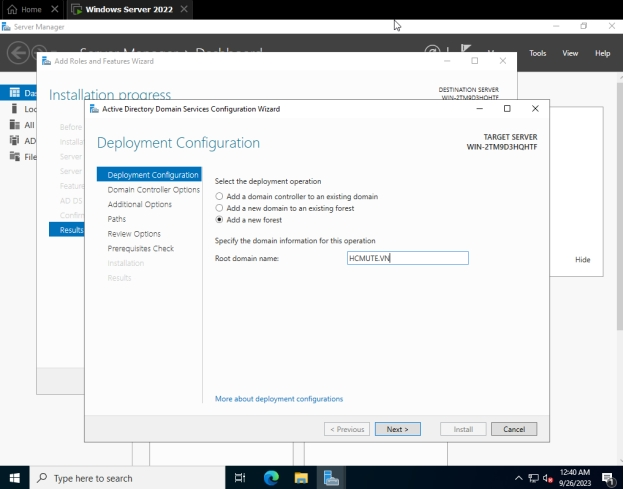 Home
Windows Server 2022
Server Manager
Tools View Help
Add Roles and Features Wizard
Installation progress
DESTINATION SERVER
WIN-2TM9D3HQHTF
Before
Installa
Server
Server
Feature
AD DS
Confirm
Results
Das
Loc
All
AD
File
Hide
Active Directory Domain Services Configuration Wizard
Deployment Configuration
TARGET SERVER
WIN-2TM9D3HQHTF
Deployment Configuration
Domain Controller Options
Additional Options
Paths
Review Options
Prerequisites Check
Installation
Results
Select the deployment operation
Add a domain controller to an existing domain
Add a new domain to an existing forest
Add a new forest
Specify the domain information for this operation
Root domain name: HCMUTE.VN
More about deployment configurations
< Previous Next > Install Cancel
Type here to search
12:40 AM
9/26/2023